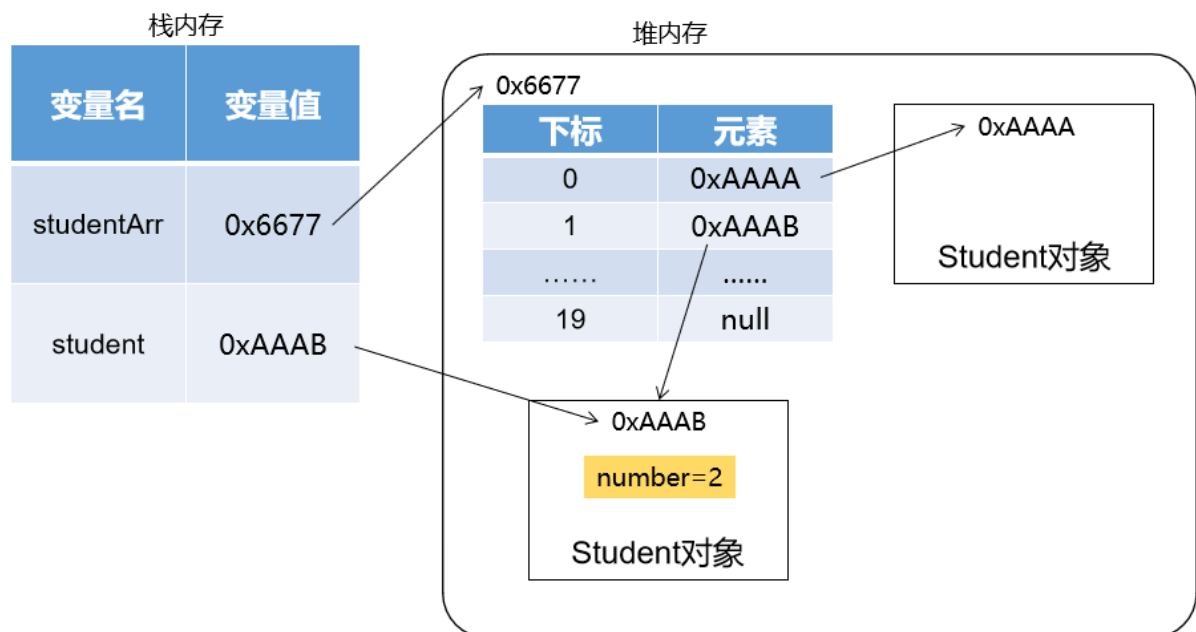 栈内存
变量名 变量值
studentArr 0x6677
student 0xAAAB
堆内存
0x6677
下标 元素
0 0xAAAA
1 0xAAAB
…… ……
19 null
0xAAAA
Student对象
0xAAAB
number=2
Student对象